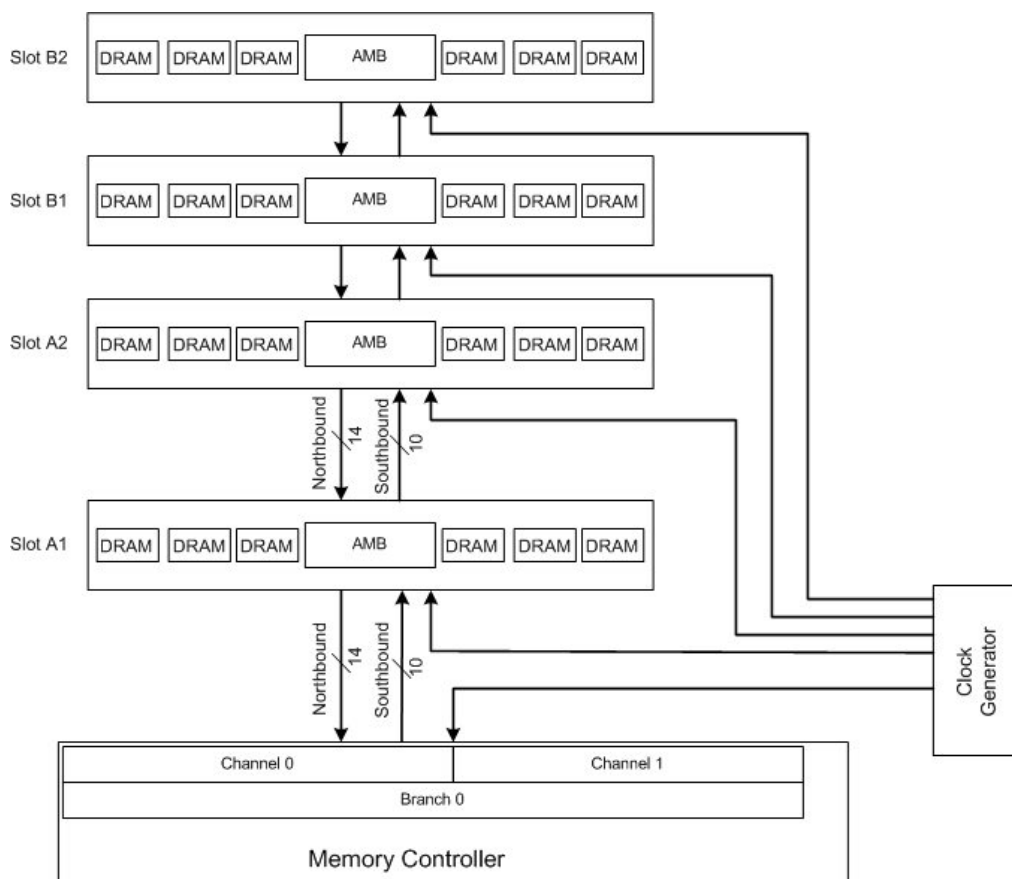 Slot B2
DRAM DRAM DRAM AMB DRAM DRAM DRAM
Slot B1
DRAM DRAM DRAM AMB DRAM DRAM DRAM
Slot A2
DRAM DRAM DRAM AMB DRAM DRAM DRAM
Northbound 14 Southbound 10
Slot A1
DRAM DRAM DRAM AMB DRAM DRAM DRAM
Northbound 14 Southbound 10
Clock
Generator
Channel 0 Channel 1
Branch 0
Memory Controller